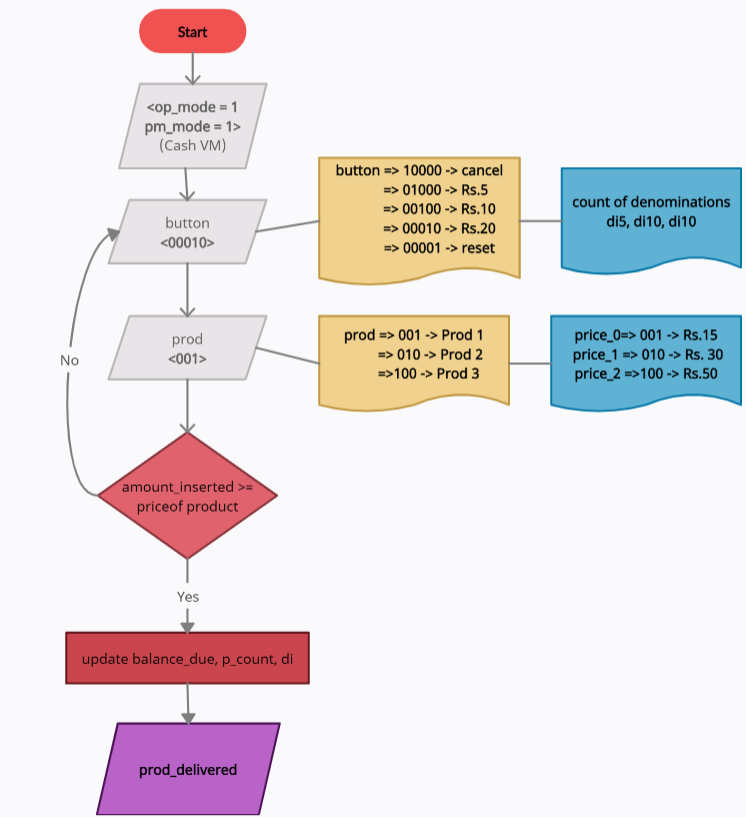 Start
<op_mode = 1
pm_mode = 1>
(Cash VM)
button => 10000 -> cancel
=> 01000 -> Rs.5
=> 00100 -> Rs.10
=> 00010 -> Rs.20
=> 00001 -> reset
count of denominations
di5, di10, di10
button
<00010>
prod
<001>
prod => 001 -> Prod 1
=> 010 -> Prod 2
=>100 -> Prod 3
price_0=> 001 -> Rs.15
price_1 => 010 -> Rs. 30
price_2 =>100 -> Rs.50
No
amount_inserted >=
priceof product
Yes
update balance_due, p_count, di
prod_delivered